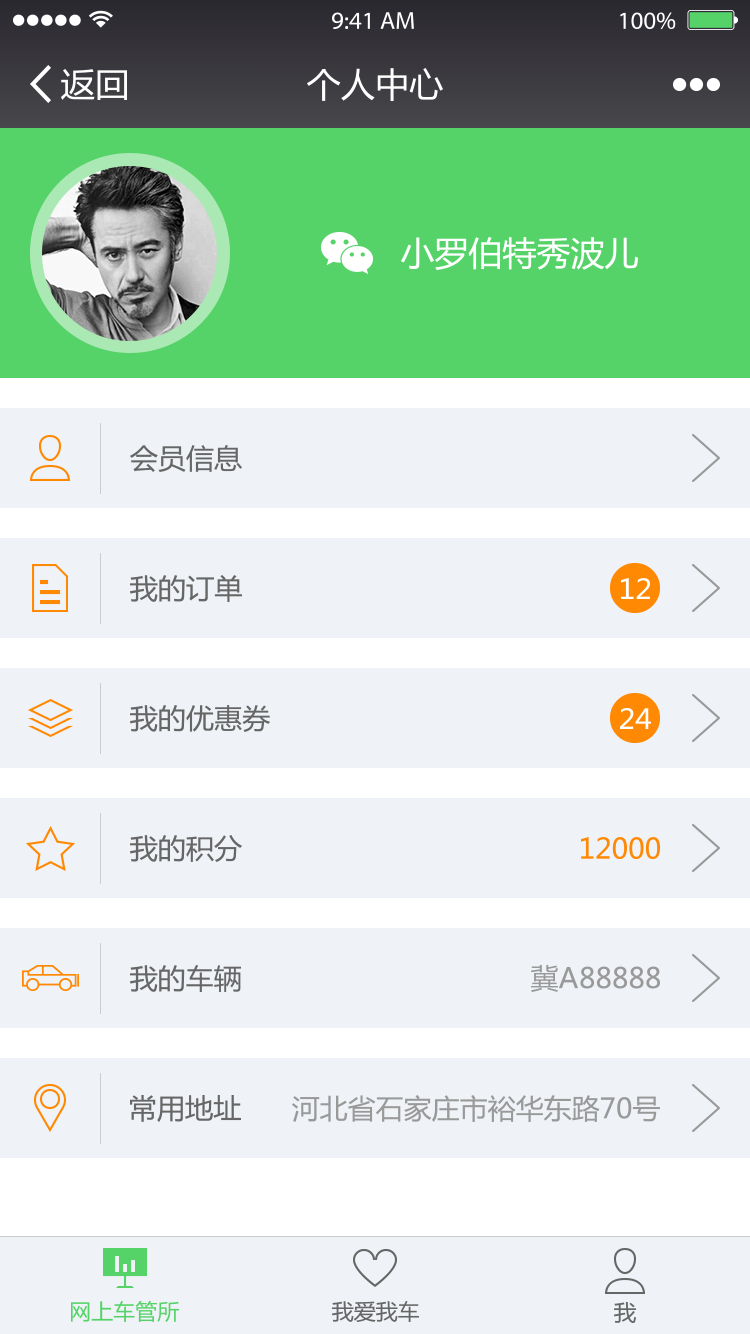 9:41 AM
100%
返回
个人中心
小罗伯特秀波儿
会员信息
我的订单
12
我的优惠券
24
我的积分
12000
我的车辆
冀A88888
常用地址
河北省石家庄市裕华东路70号
网上车管所
我爱我车
我